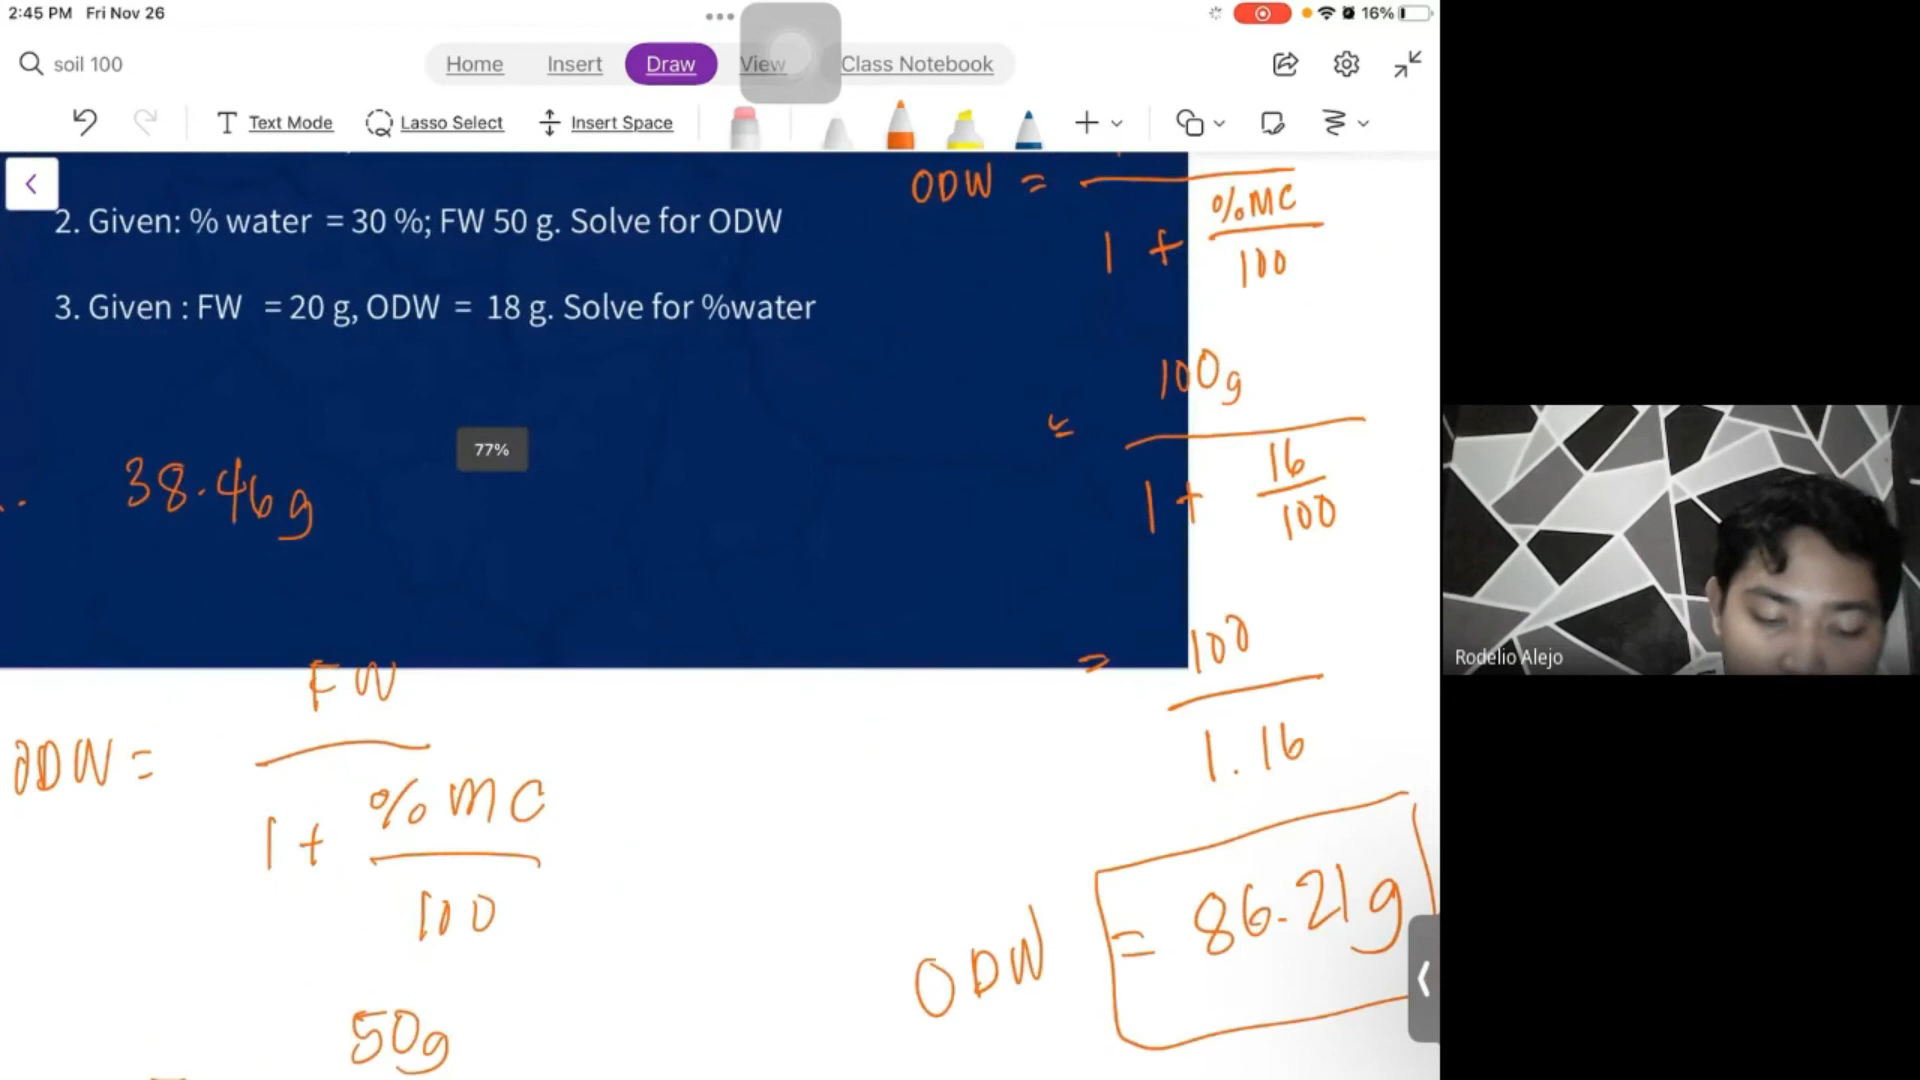 2:45 PM Fri Nov 26
16%
soil 100
Home Insert Draw View Class Notebook
Text Mode Lasso Select Insert Space
2. Given: % water = 30 %; FW 50 g. Solve for ODW
3. Given : FW = 20 g, ODW = 18 g. Solve for %water
77%
38.46g
ODW = FW
1 + %MC
100
50g
ODW =
1 + %MC
100
= 100g
1 + 16
100
= 100
1.16
ODW = 86.21g
Rodelio Alejo